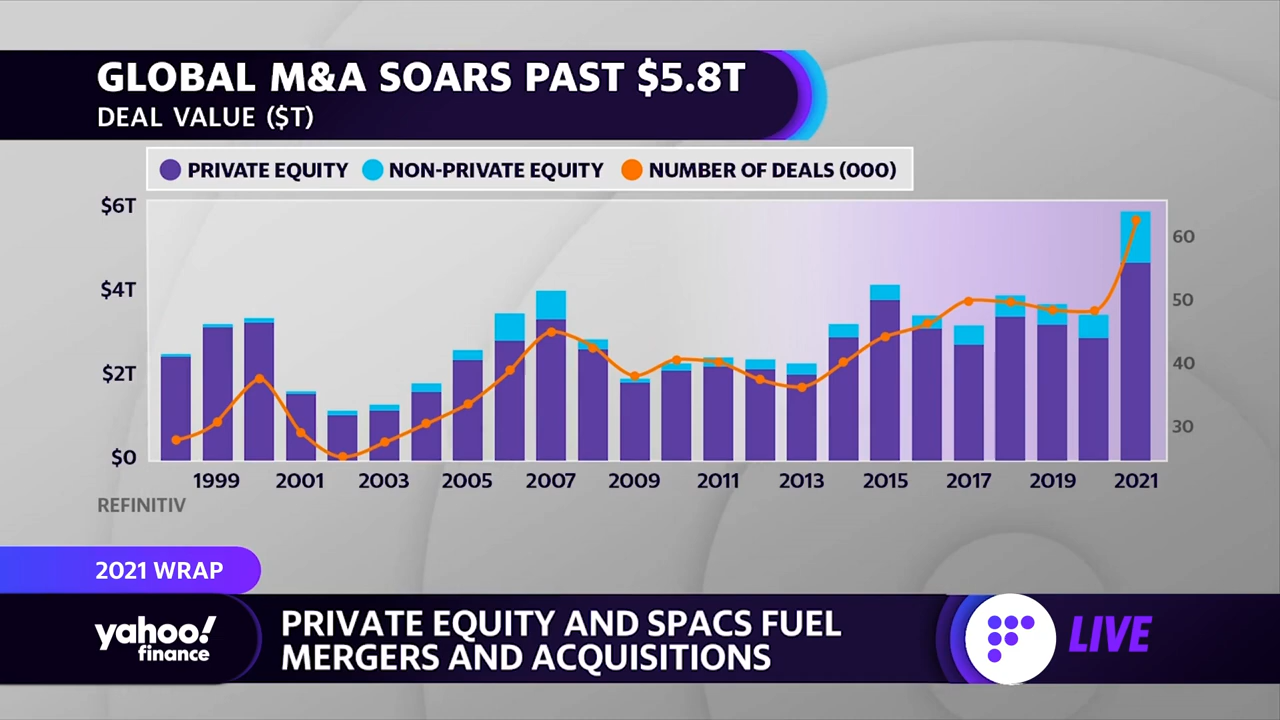 GLOBAL M&A SOARS PAST $5.8T
DEAL VALUE ($T)
PRIVATE EQUITY NON-PRIVATE EQUITY NUMBER OF DEALS (000)
$6T
$4T
$2T
$0
60
50
40
30
1999 2001 2003 2005 2007 2009 2011 2013 2015 2017 2019 2021
REFINITIV
2021 WRAP
yahoo!
finance
PRIVATE EQUITY AND SPACS FUEL
MERGERS AND ACQUISITIONS
LIVE